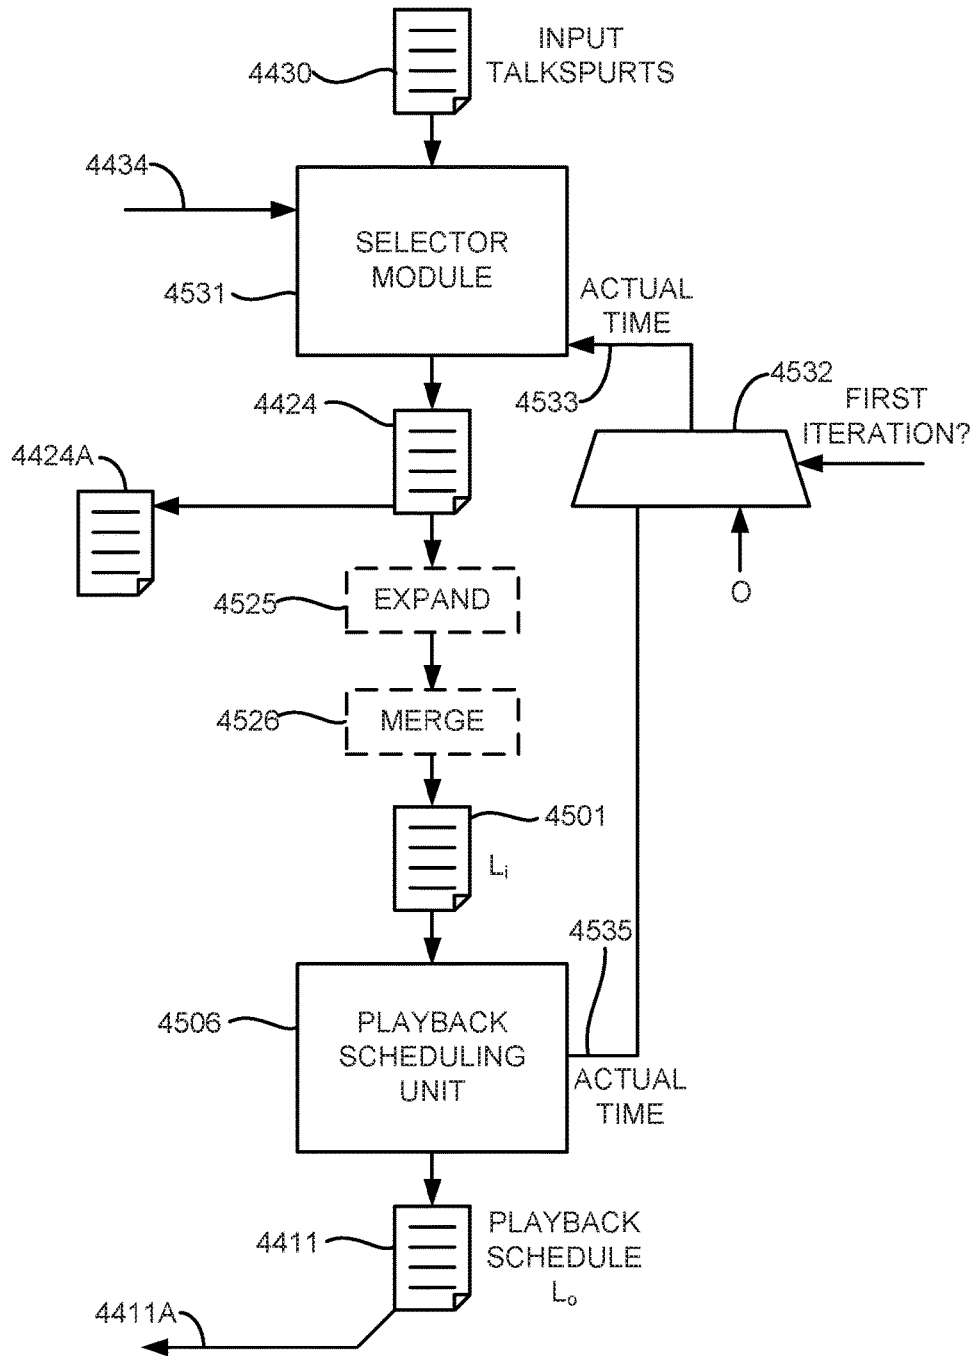 INPUT
TALKSPURTS
4430
4434
SELECTOR
MODULE
4531
ACTUAL
TIME
4533
4532
FIRST
ITERATION?
4424
4424A
O
4525
EXPAND
4526
MERGE
4501
Li
4535
4506
PLAYBACK
SCHEDULING
UNIT
ACTUAL
TIME
4411
PLAYBACK
SCHEDULE
Lo
4411A